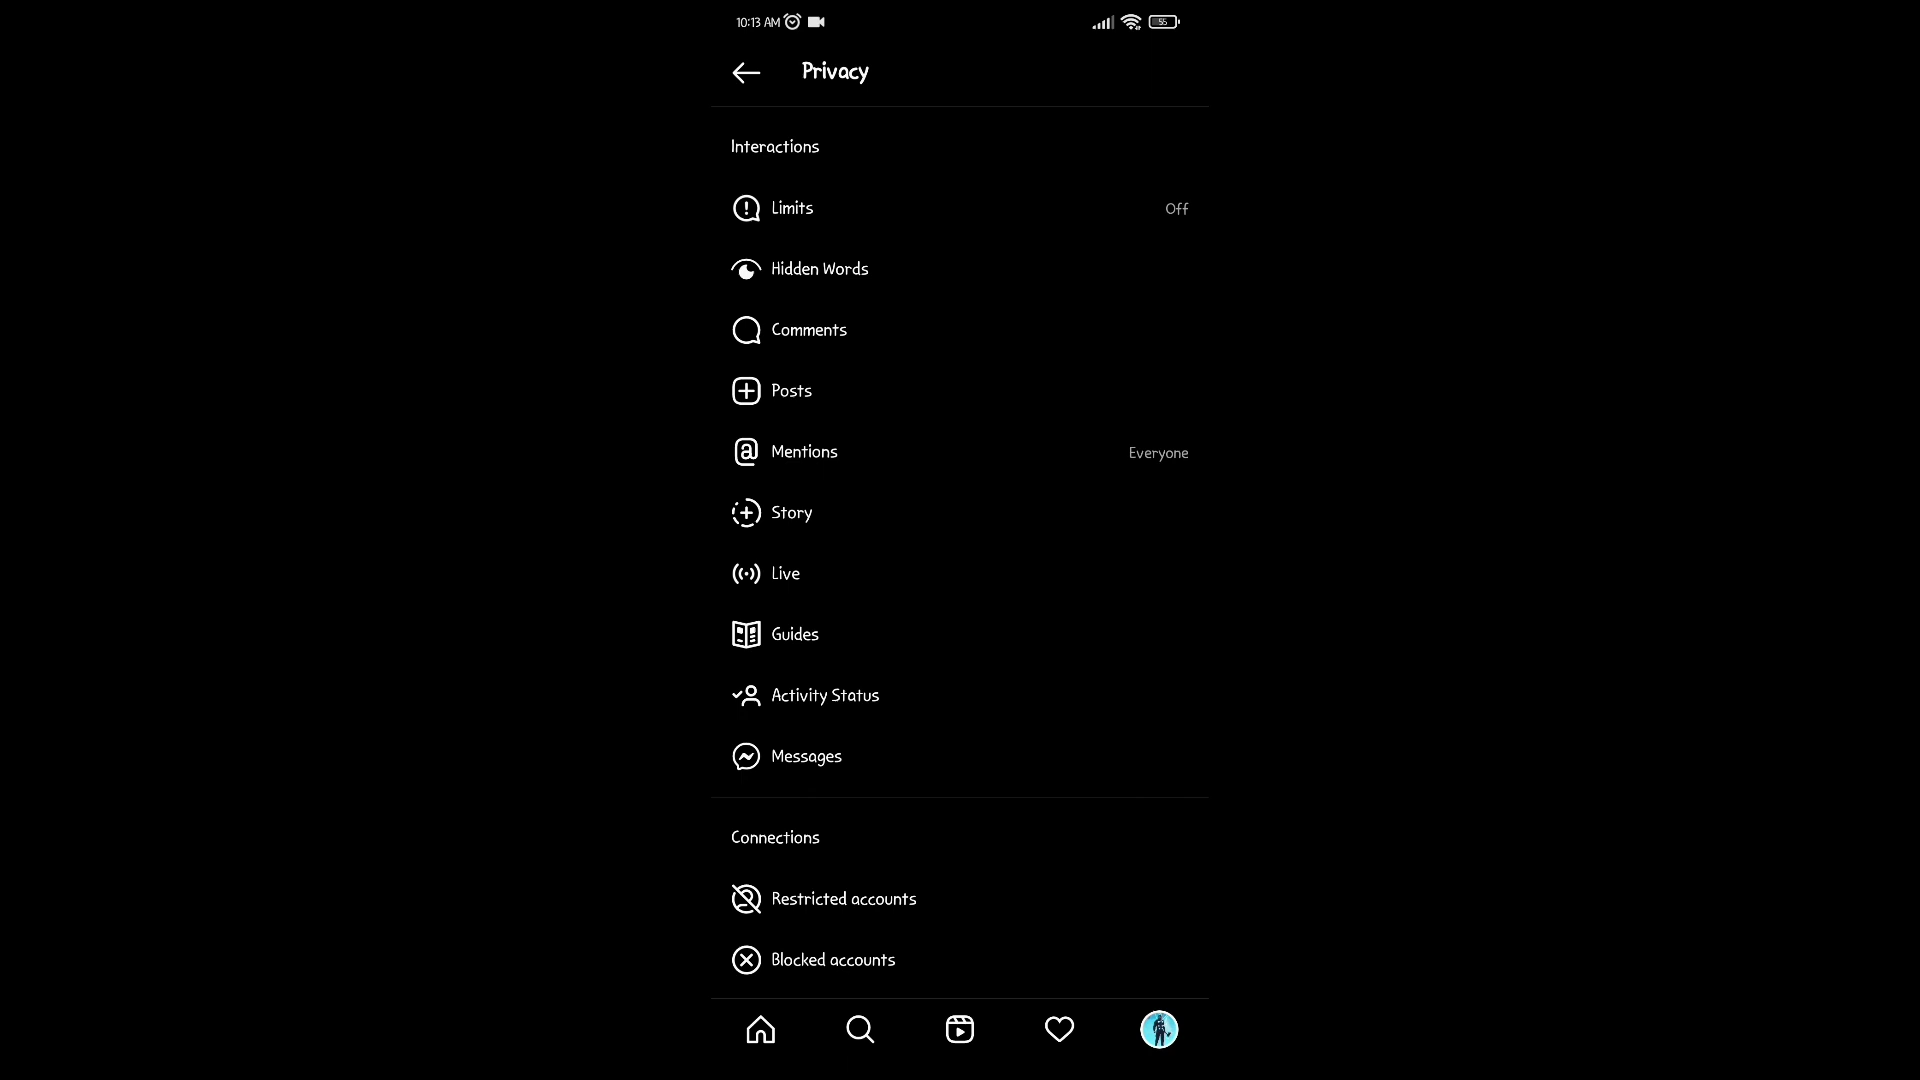 10:13 AM 55
Privacy
Interactions
Limits Off
Hidden Words
Comments
Posts
Mentions Everyone
Story
Live
Guides
Activity Status
Messages
Connections
Restricted accounts
Blocked accounts